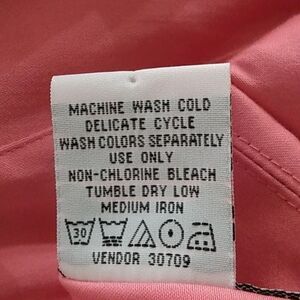 MACHINE WASH COLD
DELICATE CYCLE
WASH COLORS SEPARATELY
USE ONLY
NON-CHLORINE BLEACH
TUMBLE DRY LOW
MEDIUM IRON
30
VENDOR 30709